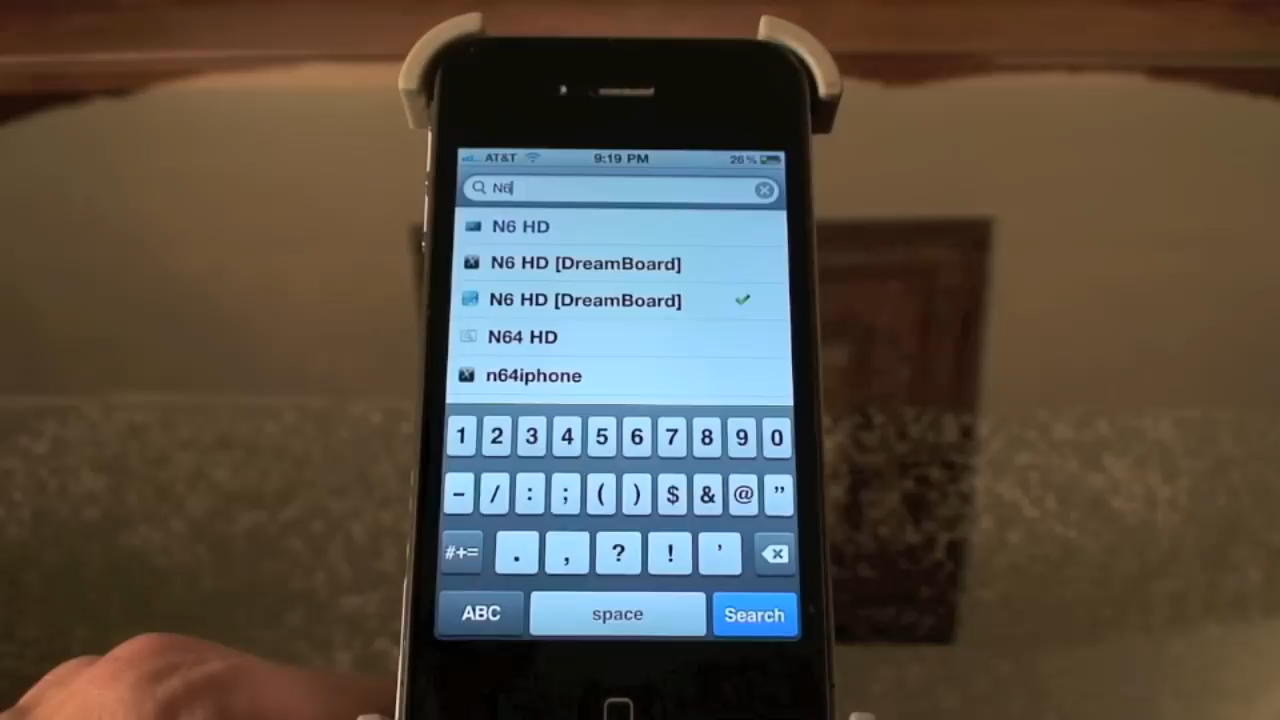 AT&T 9:19 PM 26%
N6
N6 HD
N6 HD [DreamBoard]
N6 HD [DreamBoard]
N64 HD
n64iphone
1 2 3 4 5 6 7 8 9 0
- / : ; ( ) $ & @ "
#+= . , ? ! '
ABC space Search